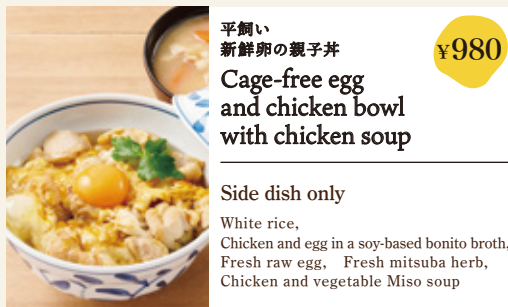 平飼い
新鮮卵の親子丼
¥980
Cage-free egg
and chicken bowl
with chicken soup
Side dish only
White rice,
Chicken and egg in a soy-based bonito broth,
Fresh raw egg, Fresh mitsuba herb,
Chicken and vegetable Miso soup